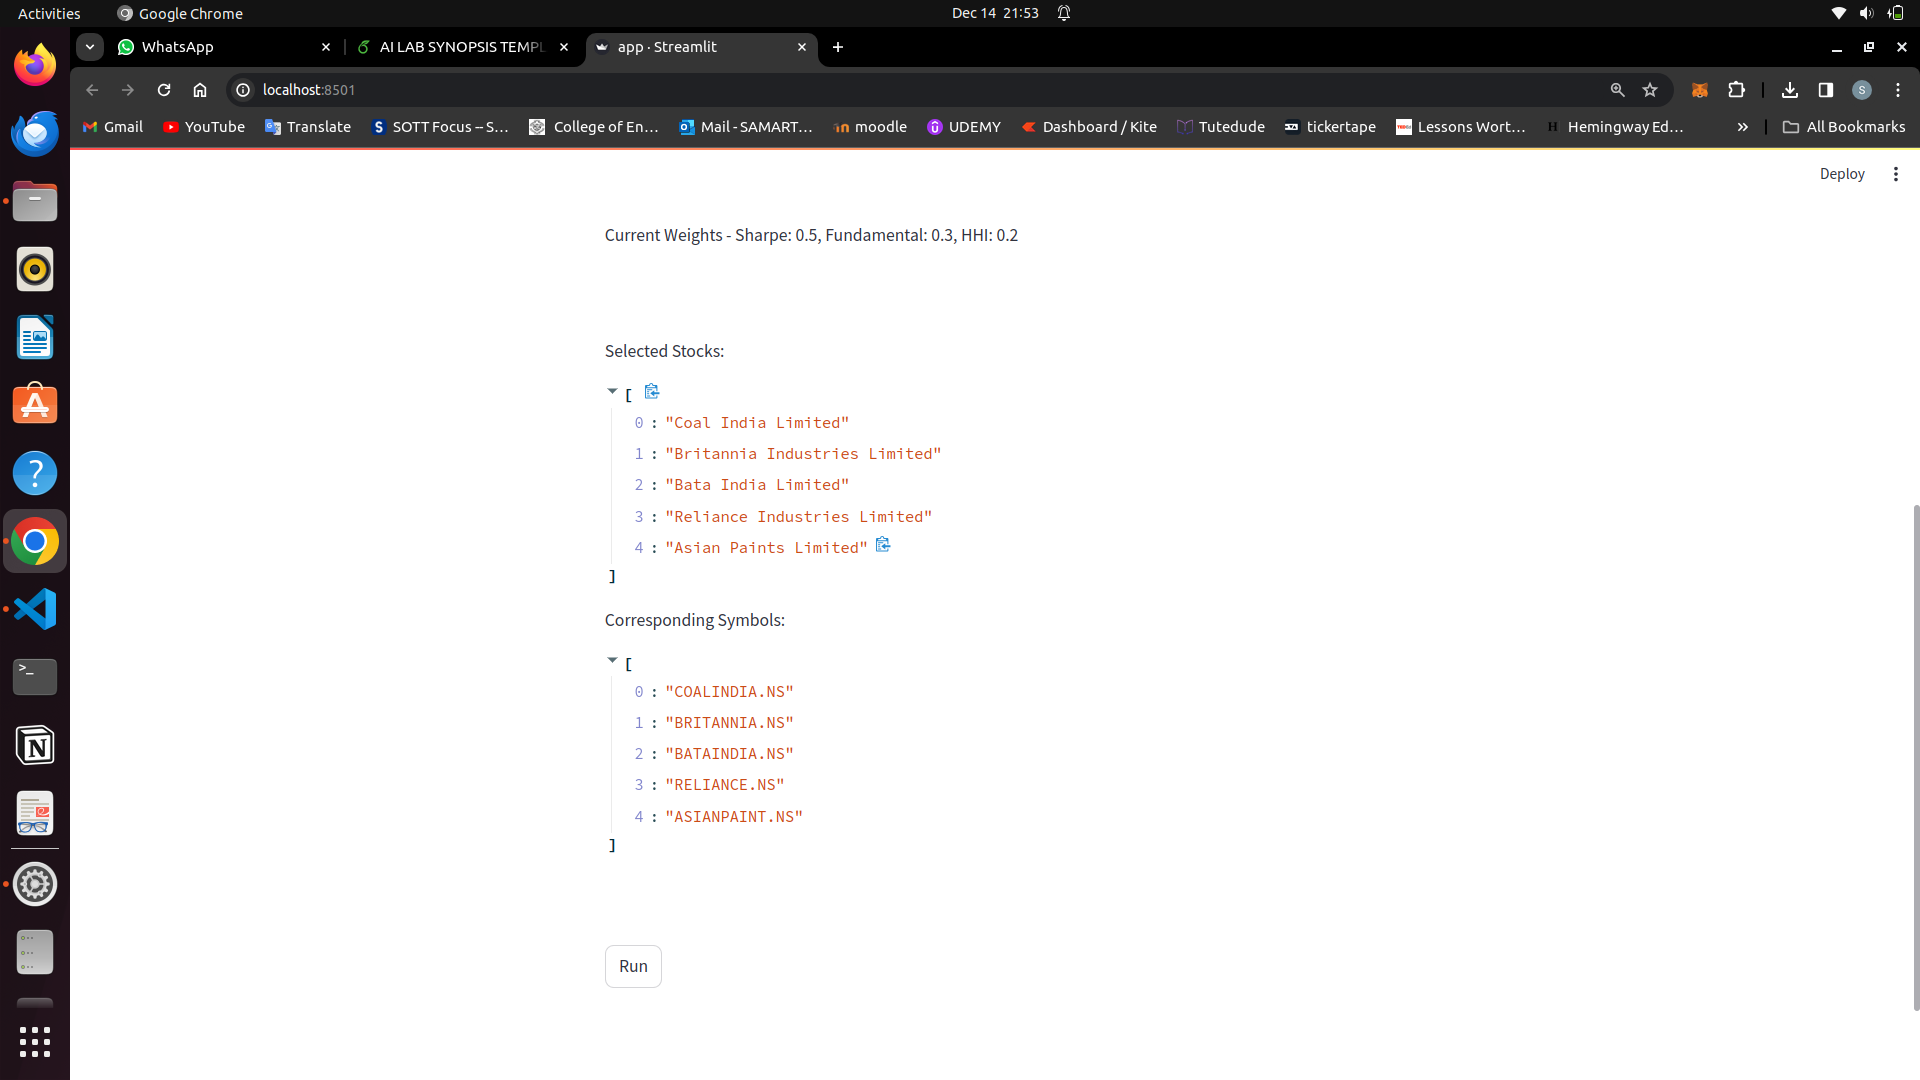 Activities
Google Chrome
Dec 14 21:53
WhatsApp
AI LAB SYNOPSIS TEMPL
app · Streamlit
localhost:8501
Gmail
YouTube
Translate
SOTT Focus – S...
College of En...
Mail - SAMART...
moodle
UDEMY
Dashboard / Kite
Tutedude
tickertape
Lessons Wort...
Hemingway Ed...
All Bookmarks
Deploy
Current Weights - Sharpe: 0.5, Fundamental: 0.3, HHI: 0.2
Selected Stocks:
[
0 : "Coal India Limited"
1 : "Britannia Industries Limited"
2 : "Bata India Limited"
3 : "Reliance Industries Limited"
4 : "Asian Paints Limited"
]
Corresponding Symbols:
[
0 : "COALINDIA.NS"
1 : "BRITANNIA.NS"
2 : "BATAINDIA.NS"
3 : "RELIANCE.NS"
4 : "ASIANPAINT.NS"
]
Run